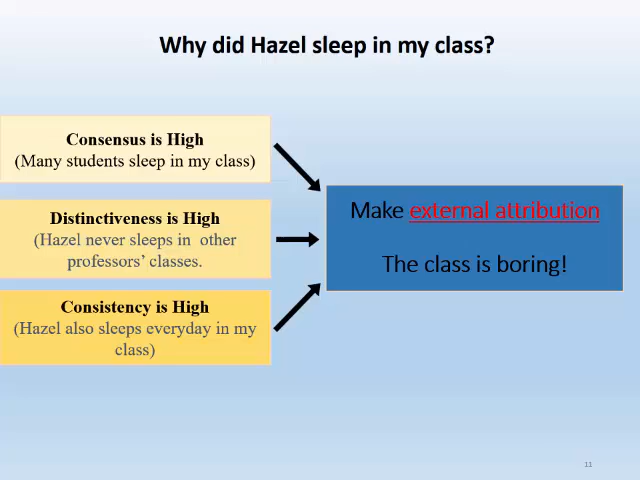 Why did Hazel sleep in my class?
Consensus is High
(Many students sleep in my class)
Distinctiveness is High
(Hazel never sleeps in other
professors' classes.
Consistency is High
(Hazel also sleeps everyday in my
class)
Make external attribution
The class is boring!
11